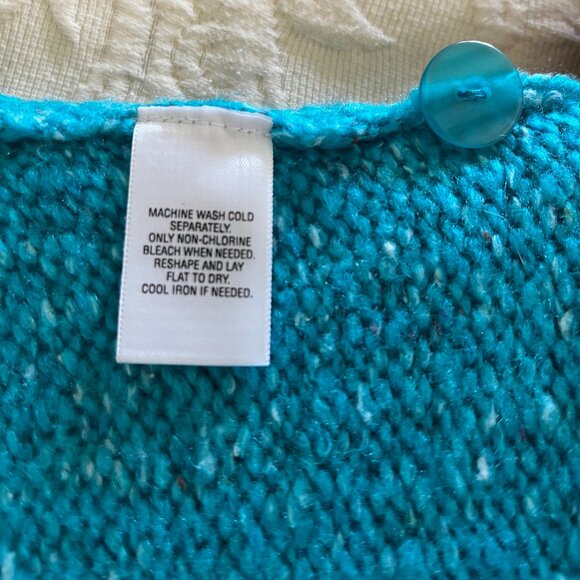 MACHINE WASH COLD
SEPARATELY.
ONLY NON-CHLORINE
BLEACH WHEN NEEDED.
RESHAPE AND LAY
FLAT TO DRY.
COOL IRON IF NEEDED.